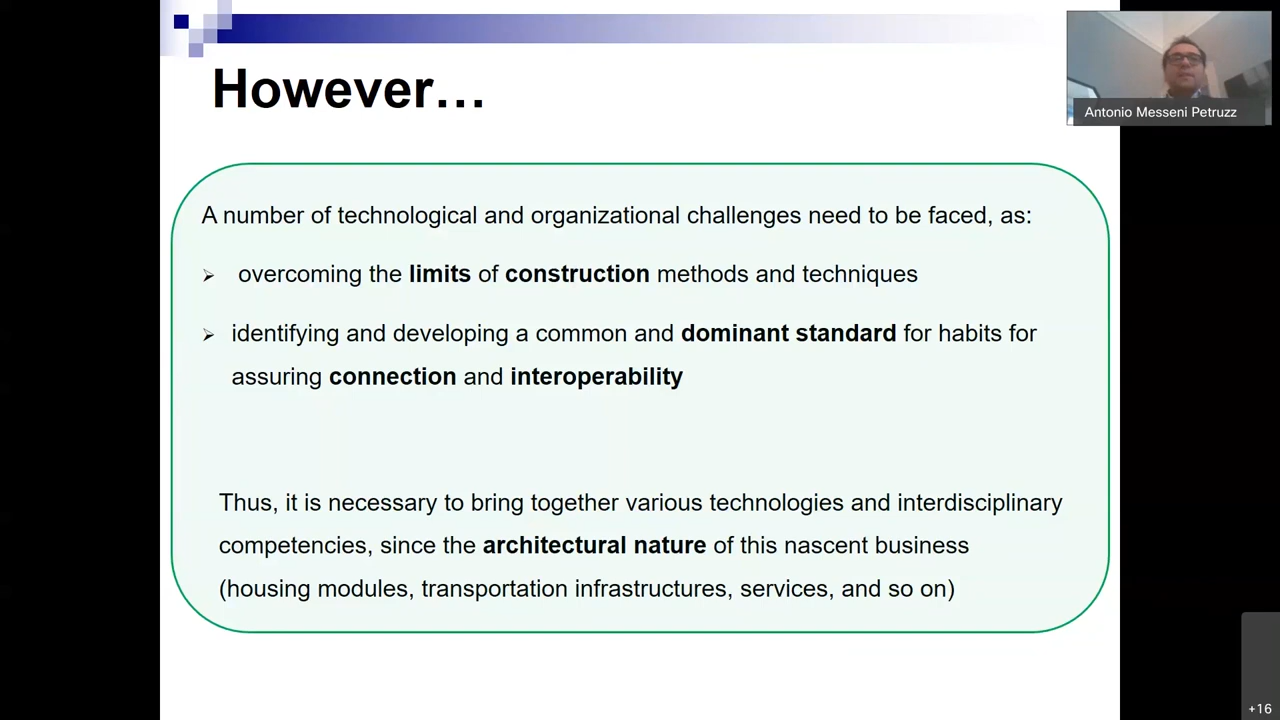 However…
Antonio Messeni Petruzz
A number of technological and organizational challenges need to be faced, as:
➢ overcoming the limits of construction methods and techniques
➢ identifying and developing a common and dominant standard for habits for
assuring connection and interoperability
Thus, it is necessary to bring together various technologies and interdisciplinary
competencies, since the architectural nature of this nascent business
(housing modules, transportation infrastructures, services, and so on)
+16